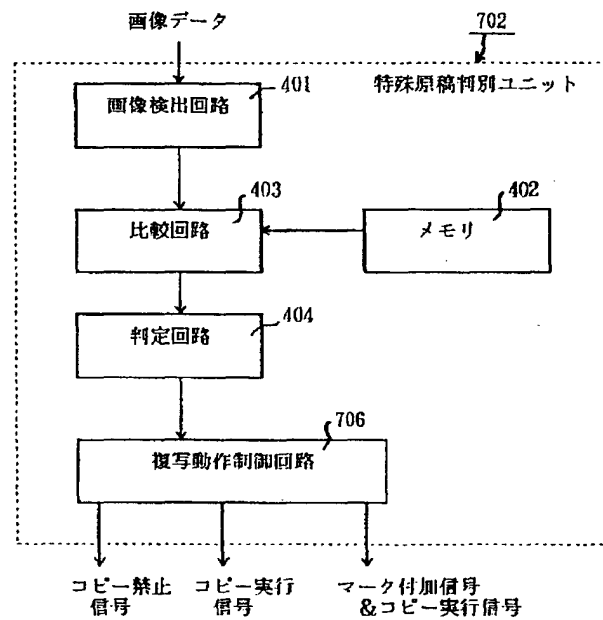 画像データ
702
特殊原稿判別ユニット
401
画像検出回路
403
比較回路
402
メモリ
404
判定回路
706
複写動作制御回路
コピー禁止
信号
コピー実行
信号
マーク付加信号
&コピー実行信号